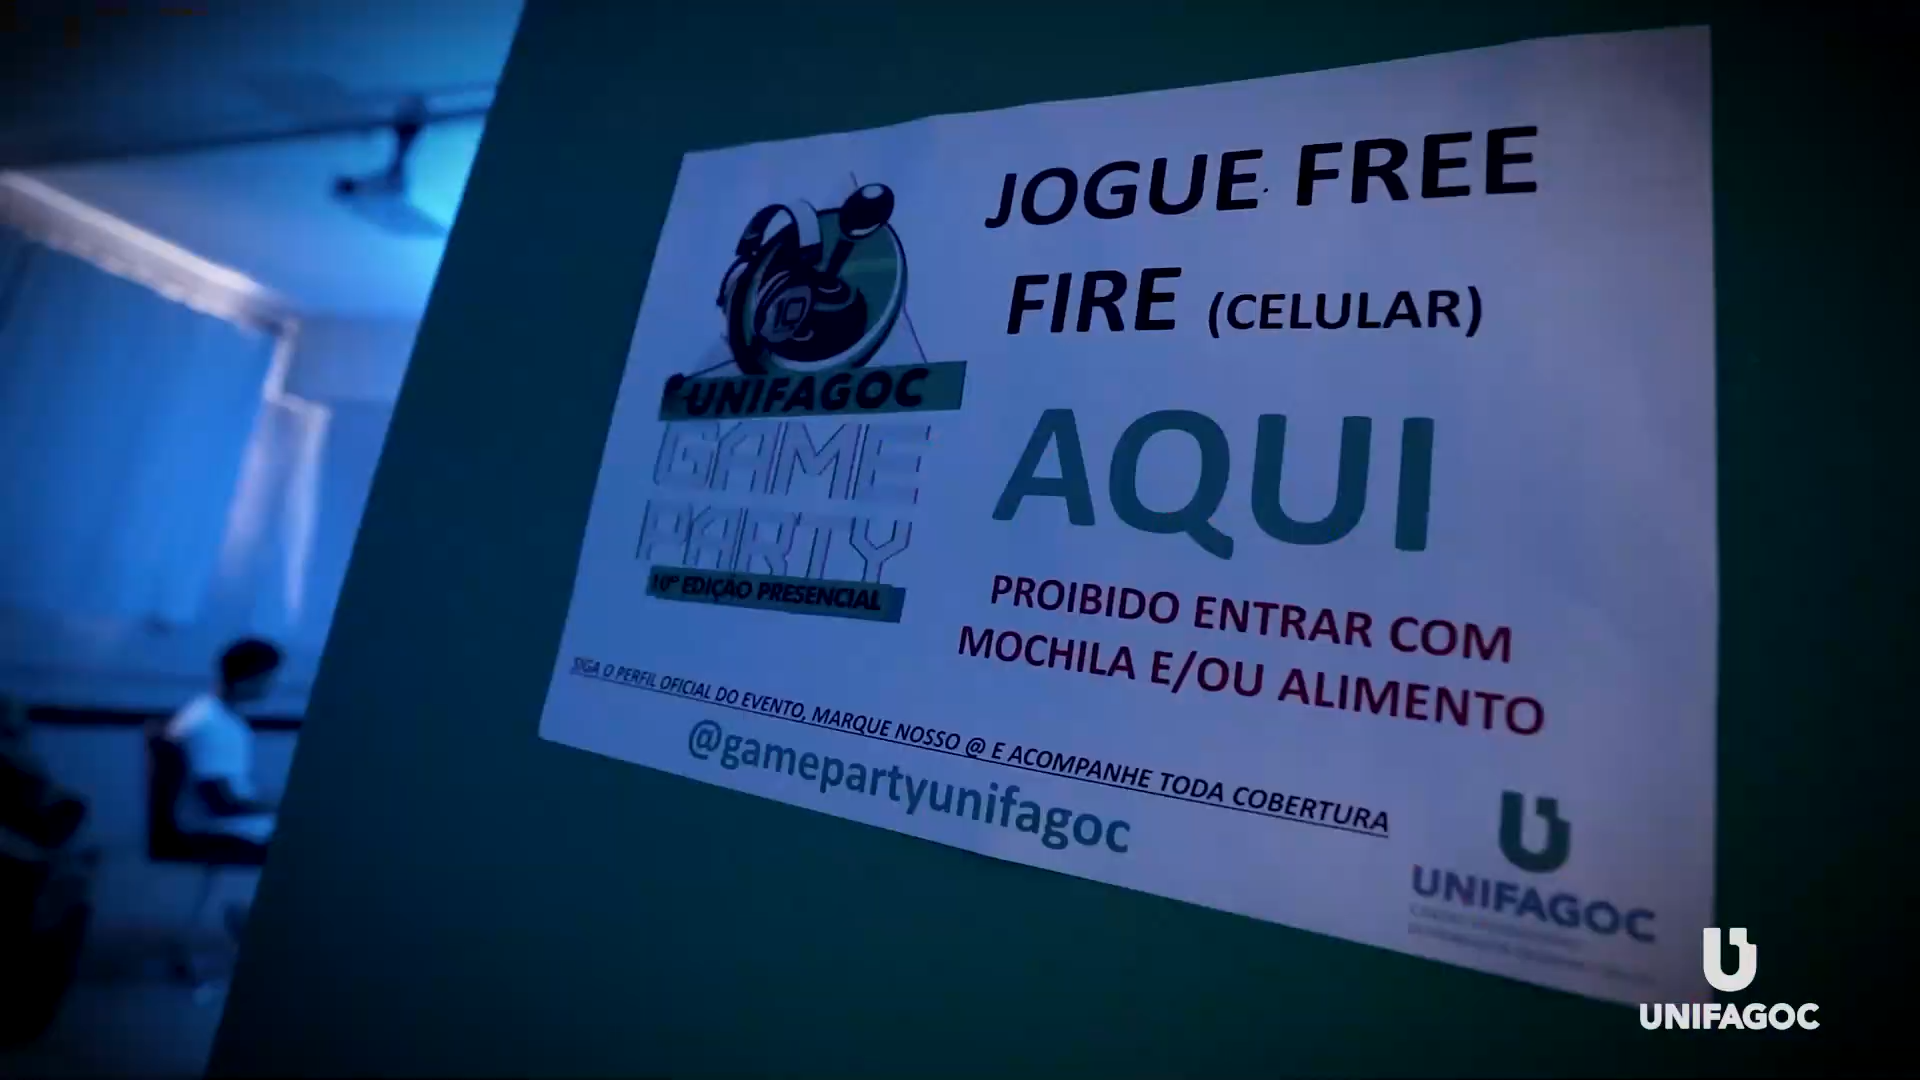 JOGUE FREE
FIRE (CELULAR)
AQUI
PROIBIDO ENTRAR COM
MOCHILA E/OU ALIMENTO
10
UNIFAGOC
GAME
PARTY
10ª EDIÇÃO PRESENCIAL
SIGA O PERFIL OFICIAL DO EVENTO, MARQUE NOSSO @ E ACOMPANHE TODA COBERTURA
@gamepartyunifagoc
UNIFAGOC
UNIFAGOC